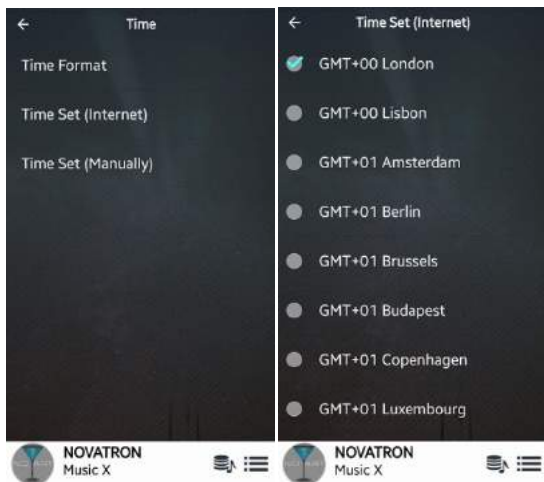 Time
Time Format
Time Set (Internet)
Time Set (Manually)
NOVATRON
Music X
Time Set (Internet)
GMT+00 London
GMT+00 Lisbon
GMT+01 Amsterdam
GMT+01 Berlin
GMT+01 Brussels
GMT+01 Budapest
GMT+01 Copenhagen
GMT+01 Luxembourg
NOVATRON
Music X